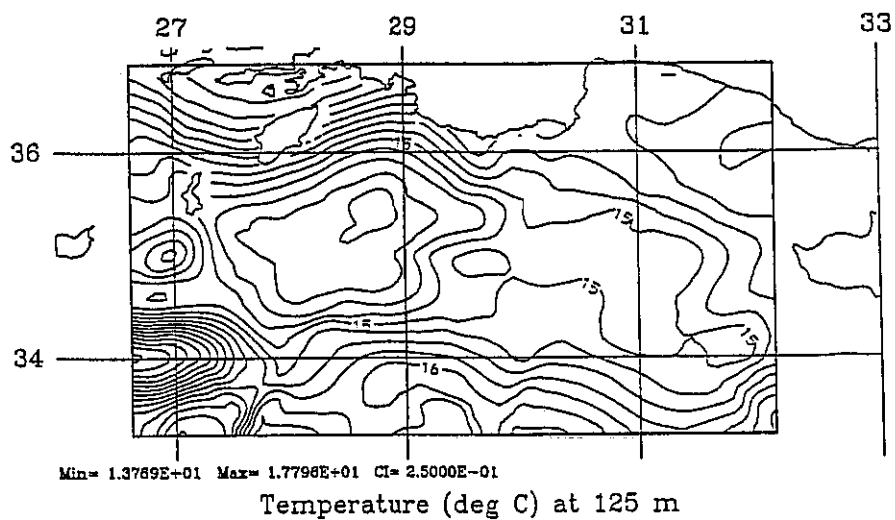 27 29 31 33
36
34
15
15
15
15
15
16
Min= 1.3769E+01 Max= 1.7796E+01 CI= 2.5000E-01
Temperature (deg C) at 125 m